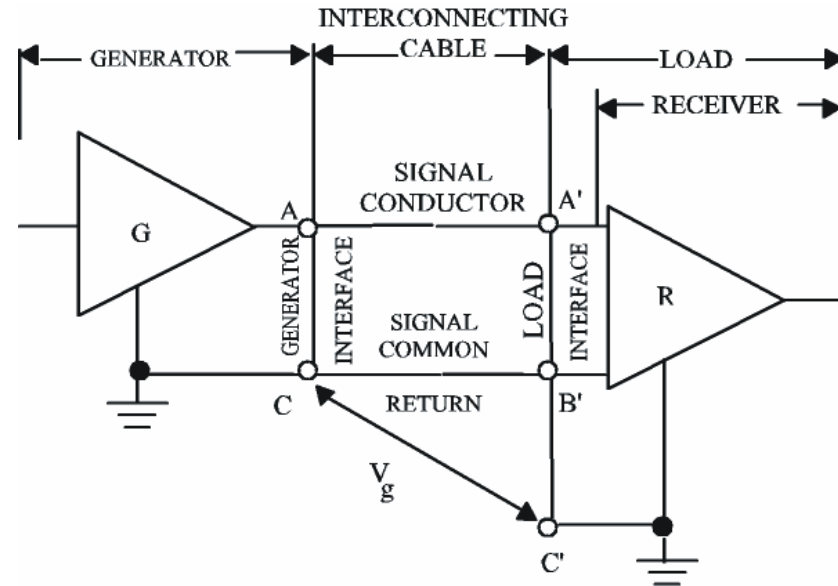 INTERCONNECTING
CABLE
GENERATOR
LOAD
RECEIVER
SIGNAL
CONDUCTOR
A
A'
G
GENERATOR
INTERFACE
LOAD
INTERFACE
R
SIGNAL
COMMON
RETURN
C
B'
Vg
C'